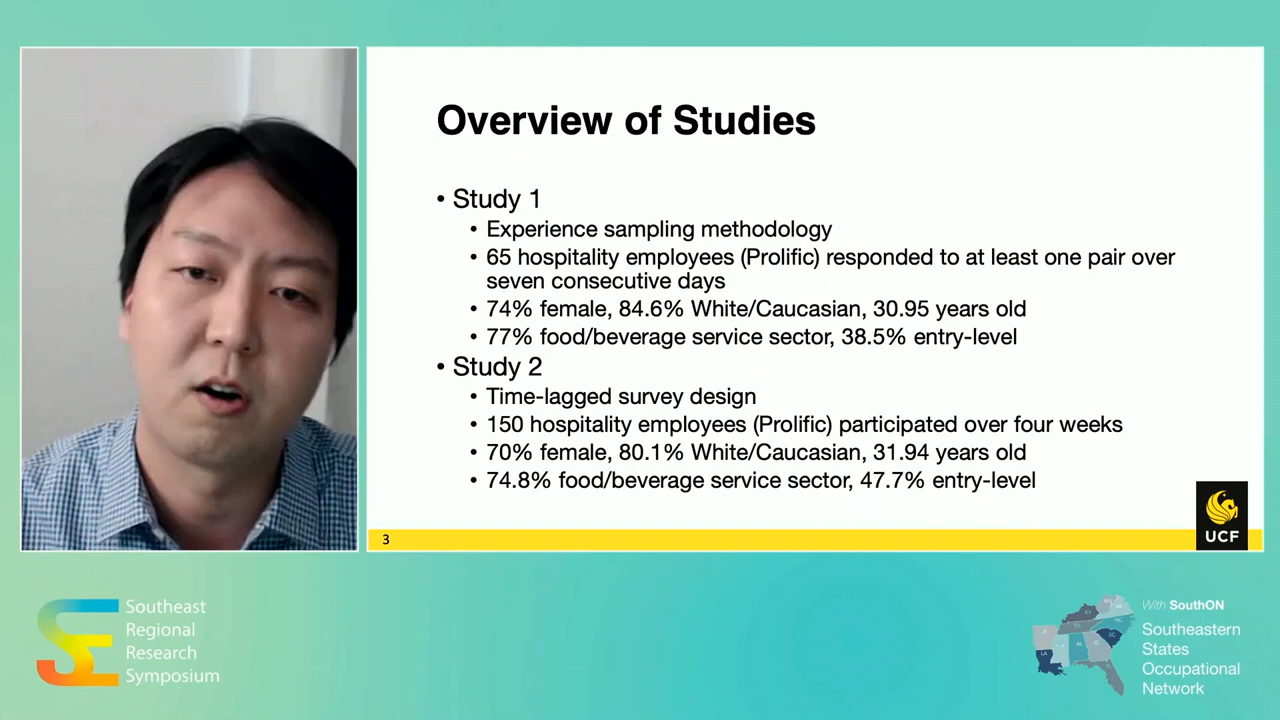 Overview of Studies
• Study 1
• Experience sampling methodology
• 65 hospitality employees (Prolific) responded to at least one pair over
seven consecutive days
• 74% female, 84.6% White/Caucasian, 30.95 years old
• 77% food/beverage service sector, 38.5% entry-level
• Study 2
• Time-lagged survey design
• 150 hospitality employees (Prolific) participated over four weeks
• 70% female, 80.1% White/Caucasian, 31.94 years old
• 74.8% food/beverage service sector, 47.7% entry-level
3
UCF
Southeast
Regional
Research
Symposium
With SouthON
Southeastern
States
Occupational
Network